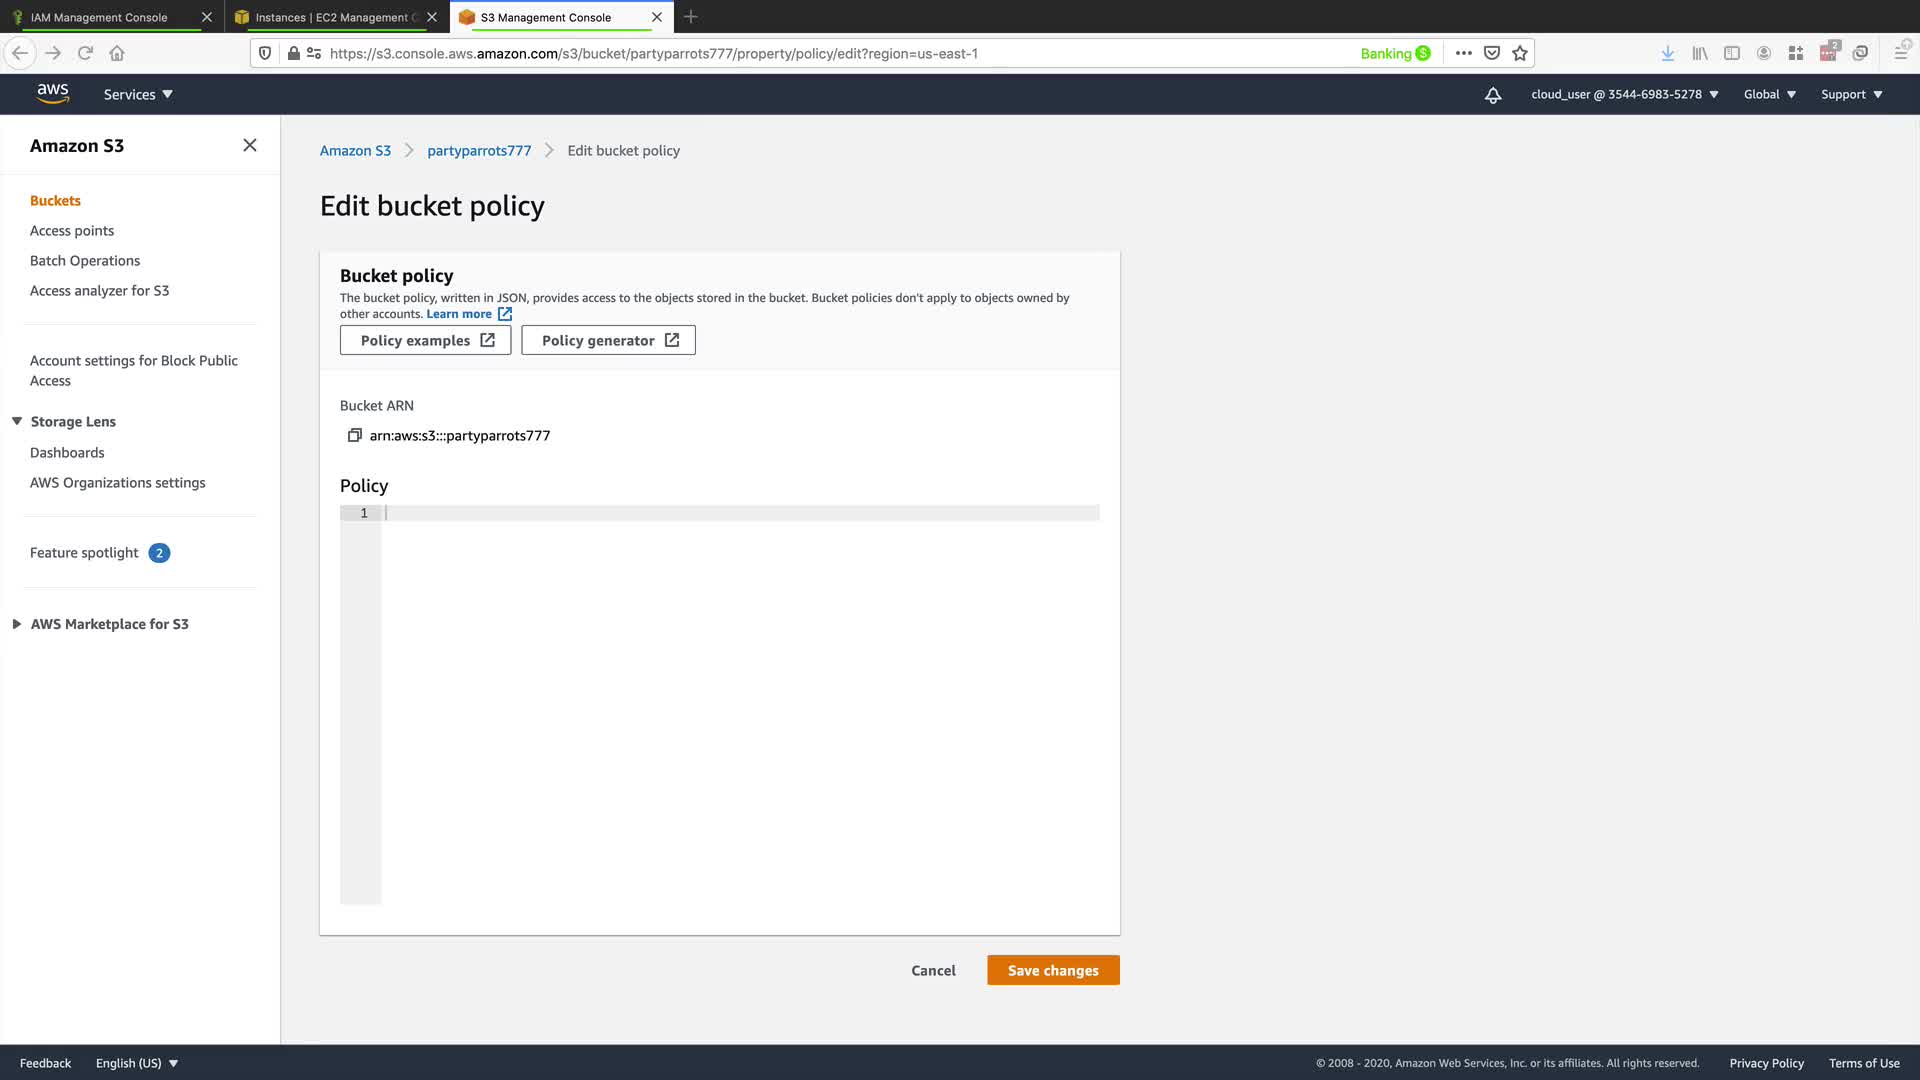 IAM Management Console
Instances | EC2 Management C
S3 Management Console
https://s3.console.aws.amazon.com/s3/bucket/partyparrots777/property/policy/edit?region=us-east-1
Banking
2
aws
Services
cloud_user @ 3544-6983-5278
Global
Support
Amazon S3
Buckets
Access points
Batch Operations
Access analyzer for S3
Account settings for Block Public
Access
Storage Lens
Dashboards
AWS Organizations settings
Feature spotlight 2
AWS Marketplace for S3
Amazon S3 > partyparrots777 > Edit bucket policy
Edit bucket policy
Bucket policy
The bucket policy, written in JSON, provides access to the objects stored in the bucket. Bucket policies don't apply to objects owned by
other accounts. Learn more
Policy examples
Policy generator
Bucket ARN
arn:aws:s3:::partyparrots777
Policy
1
Cancel
Save changes
Feedback
English (US)
© 2008 - 2020, Amazon Web Services, Inc. or its affiliates. All rights reserved.
Privacy Policy
Terms of Use